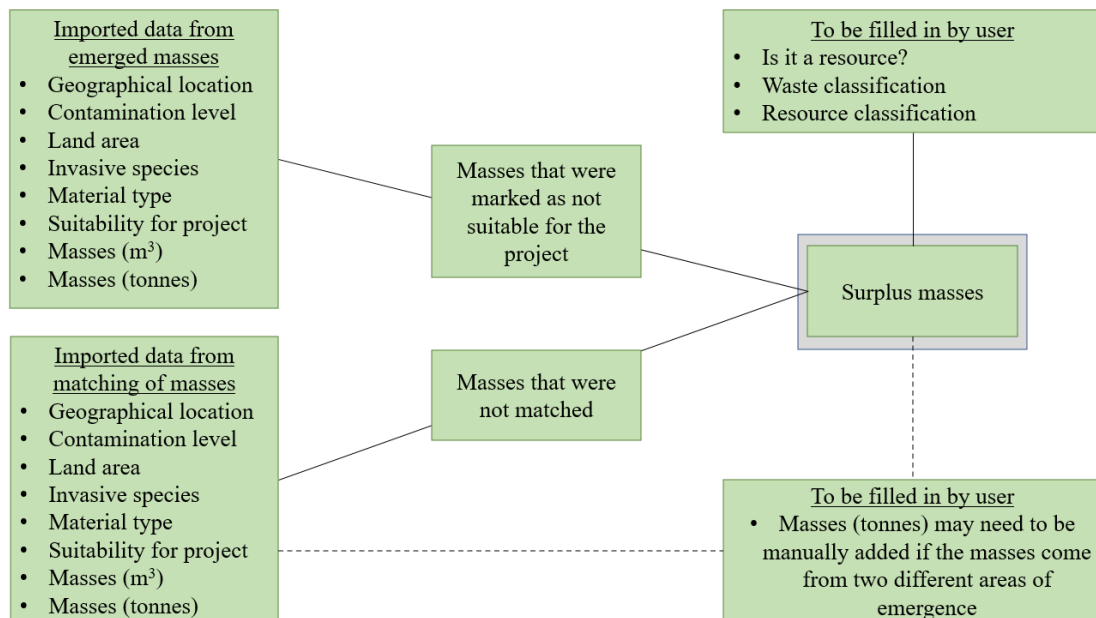 Imported data from
emerged masses
• Geographical location
• Contamination level
• Land area
• Invasive species
• Material type
• Suitability for project
• Masses (m³)
• Masses (tonnes)
Masses that were
marked as not
suitable for the
project
To be filled in by user
• Is it a resource?
• Waste classification
• Resource classification
Surplus masses
Imported data from
matching of masses
• Geographical location
• Contamination level
• Land area
• Invasive species
• Material type
• Suitability for project
• Masses (m³)
• Masses (tonnes)
Masses that were
not matched
To be filled in by user
• Masses (tonnes) may need to be
manually added if the masses come
from two different areas of
emergence